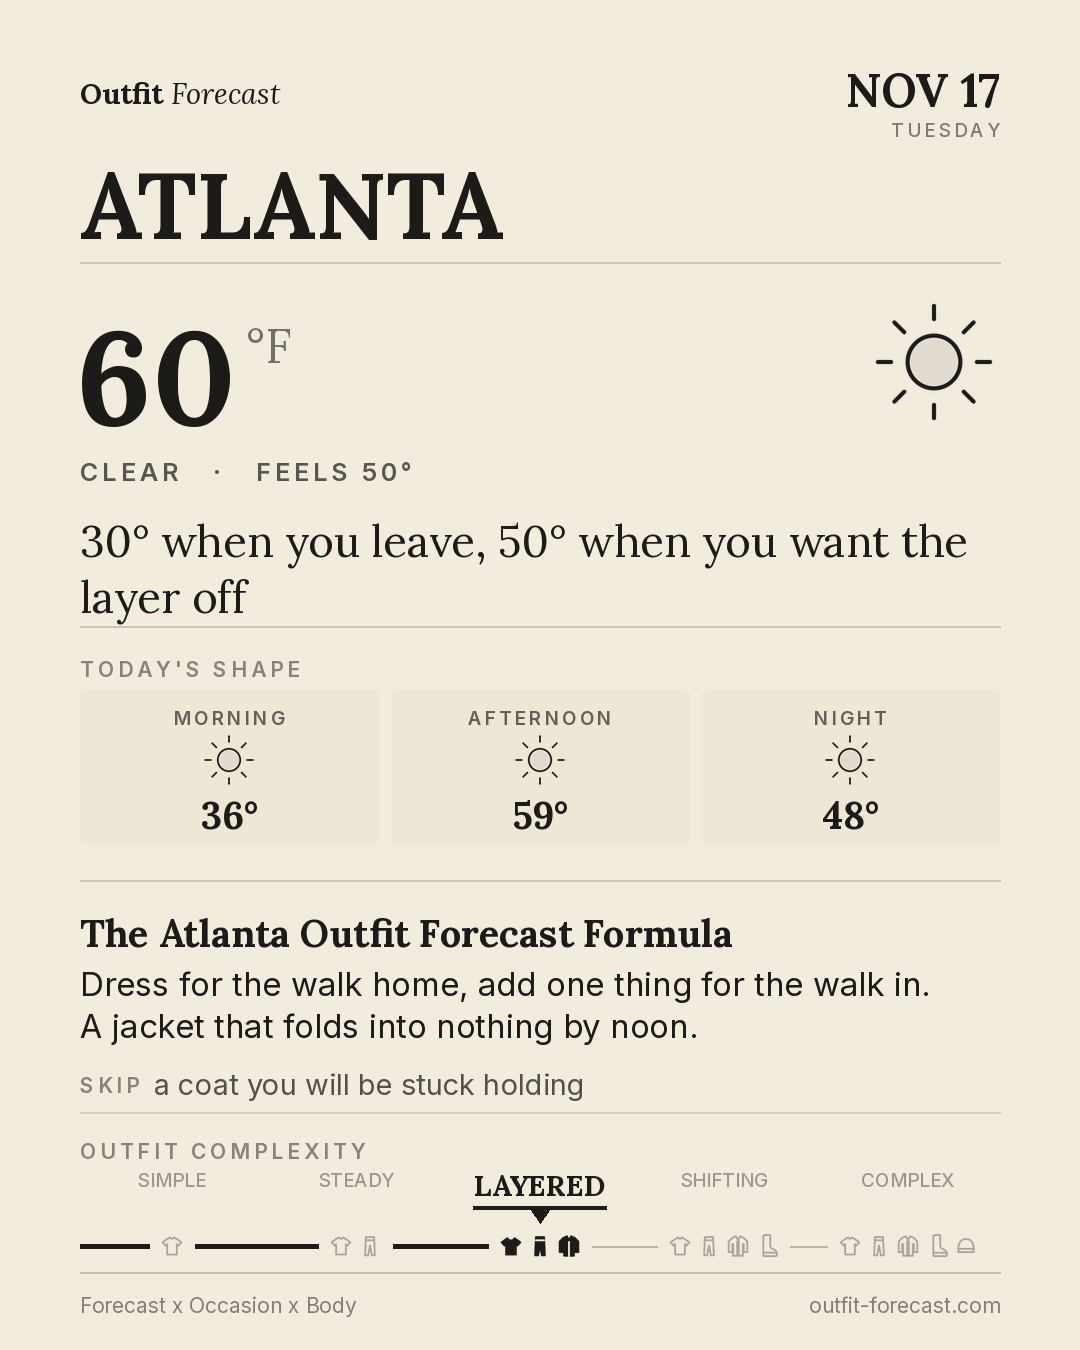 Outfit Forecast
NOV 17
TUESDAY
ATLANTA
60 °F
CLEAR · FEELS 50°
30° when you leave, 50° when you want the
layer off
TODAY'S SHAPE
MORNING
36°
AFTERNOON
59°
NIGHT
48°
The Atlanta Outfit Forecast Formula
Dress for the walk home, add one thing for the walk in.
A jacket that folds into nothing by noon.
SKIP a coat you will be stuck holding
OUTFIT COMPLEXITY
SIMPLE
STEADY
LAYERED
SHIFTING
COMPLEX
Forecast x Occasion x Body
outfit-forecast.com